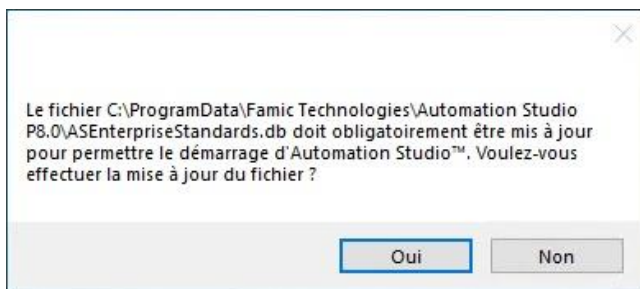 Le fichier C:\ProgramData\Famic Technologies\Automation Studio
P8.0\ASEnterpriseStandards.db doit obligatoirement être mis à jour
pour permettre le démarrage d'Automation Studio™. Voulez-vous
effectuer la mise à jour du fichier ?
Oui
Non